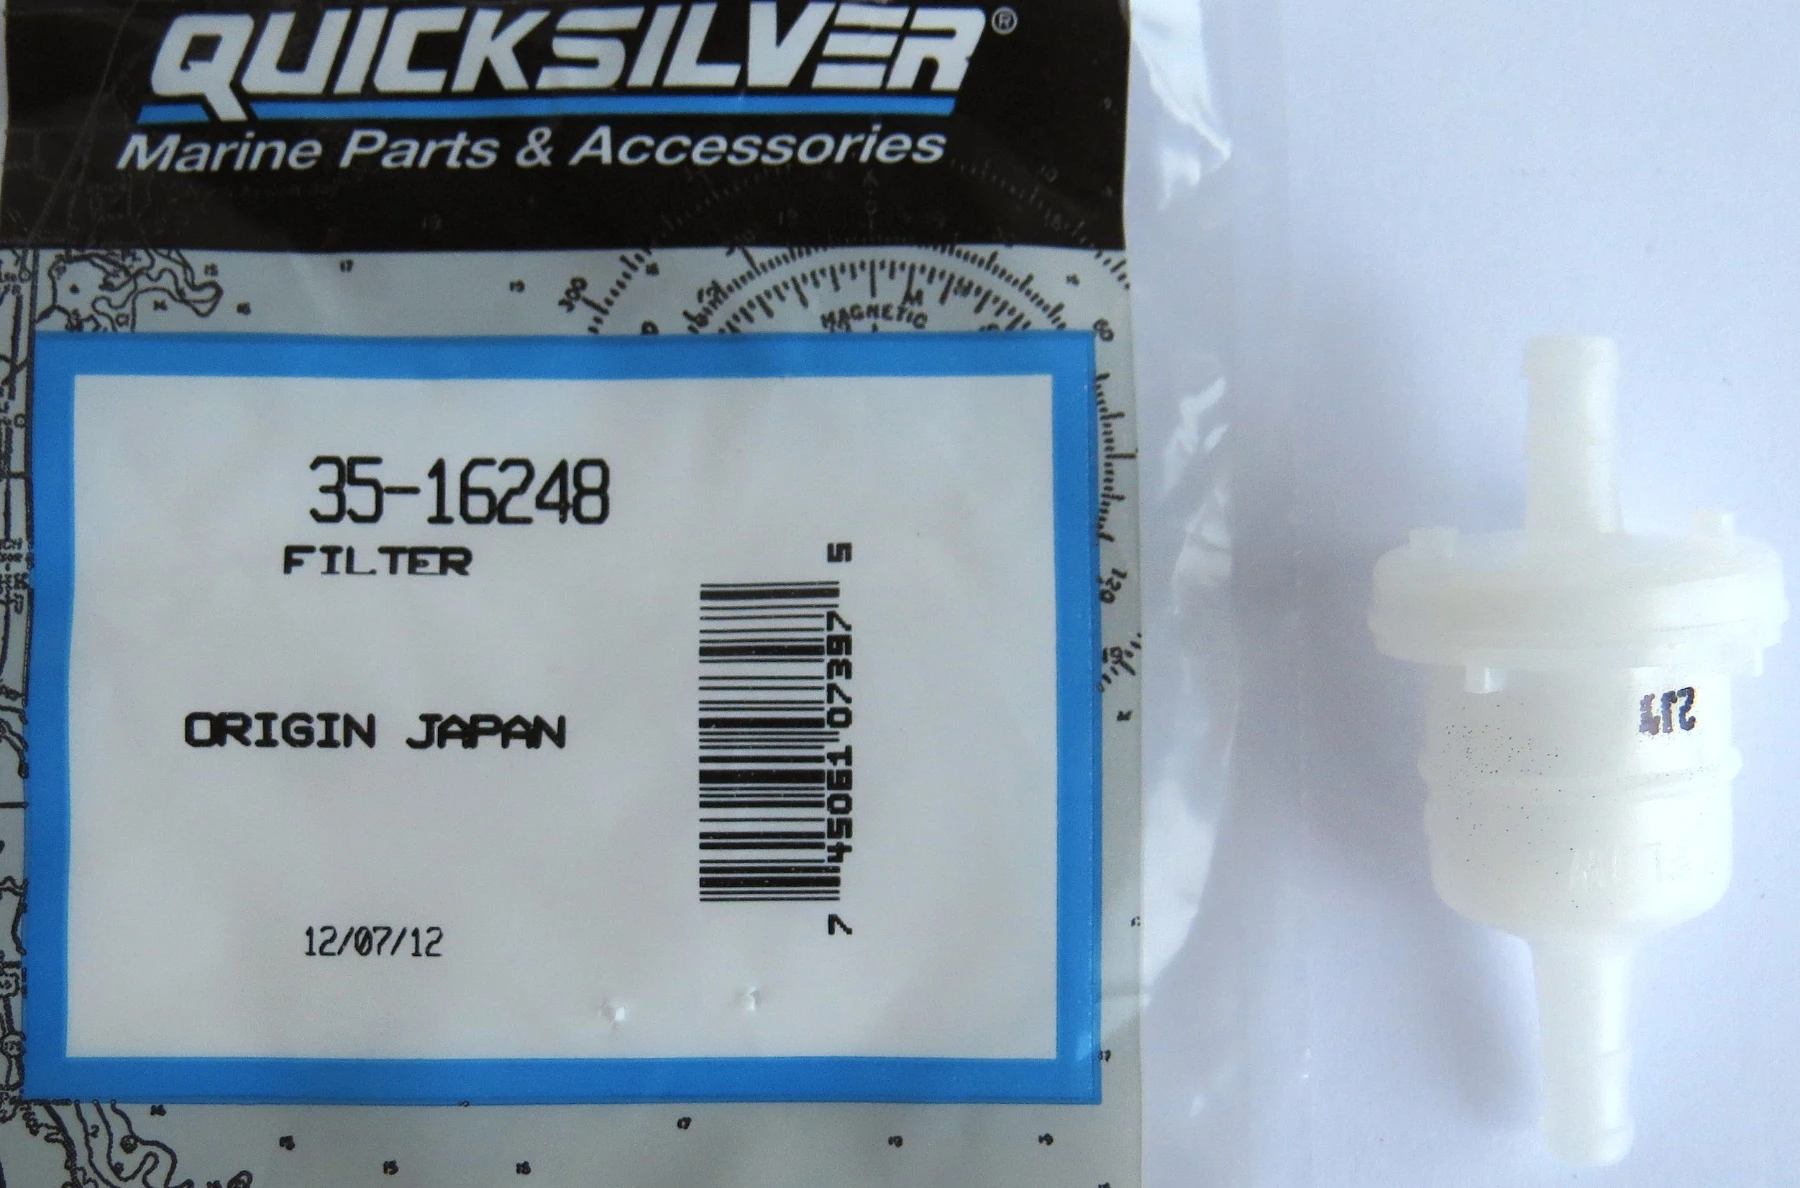 QUICKSILVER®
Marine Parts & Accessories
MAGNETIC
35-16248
FILTER
ORIGIN JAPAN
12/07/12
7 45061 07397 5